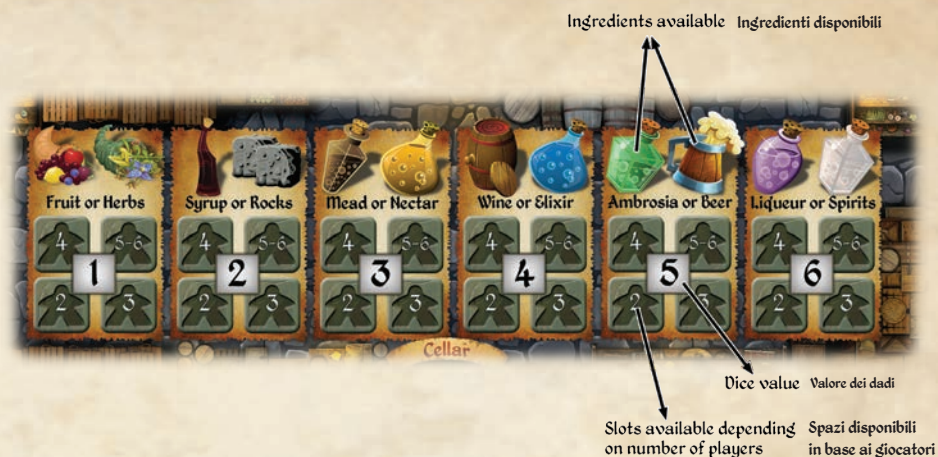 Ingredients available Ingredienti disponibili
Fruit or Herbs
Syrup or Rocks
Mead or Nectar
Wine or Elixir
Ambrosia or Beer
Liqueur or Spirits
4 5-6 4 5-6 4 5-6 4 5-6 4 5-6 4 5-6
1 2 3 4 5 6
2 3 2 3 2 3 2 3 2 3 2 3
Cellar
Dice value Valore dei dadi
Slots available depending Spazi disponibili
on number of players in base ai giocatori